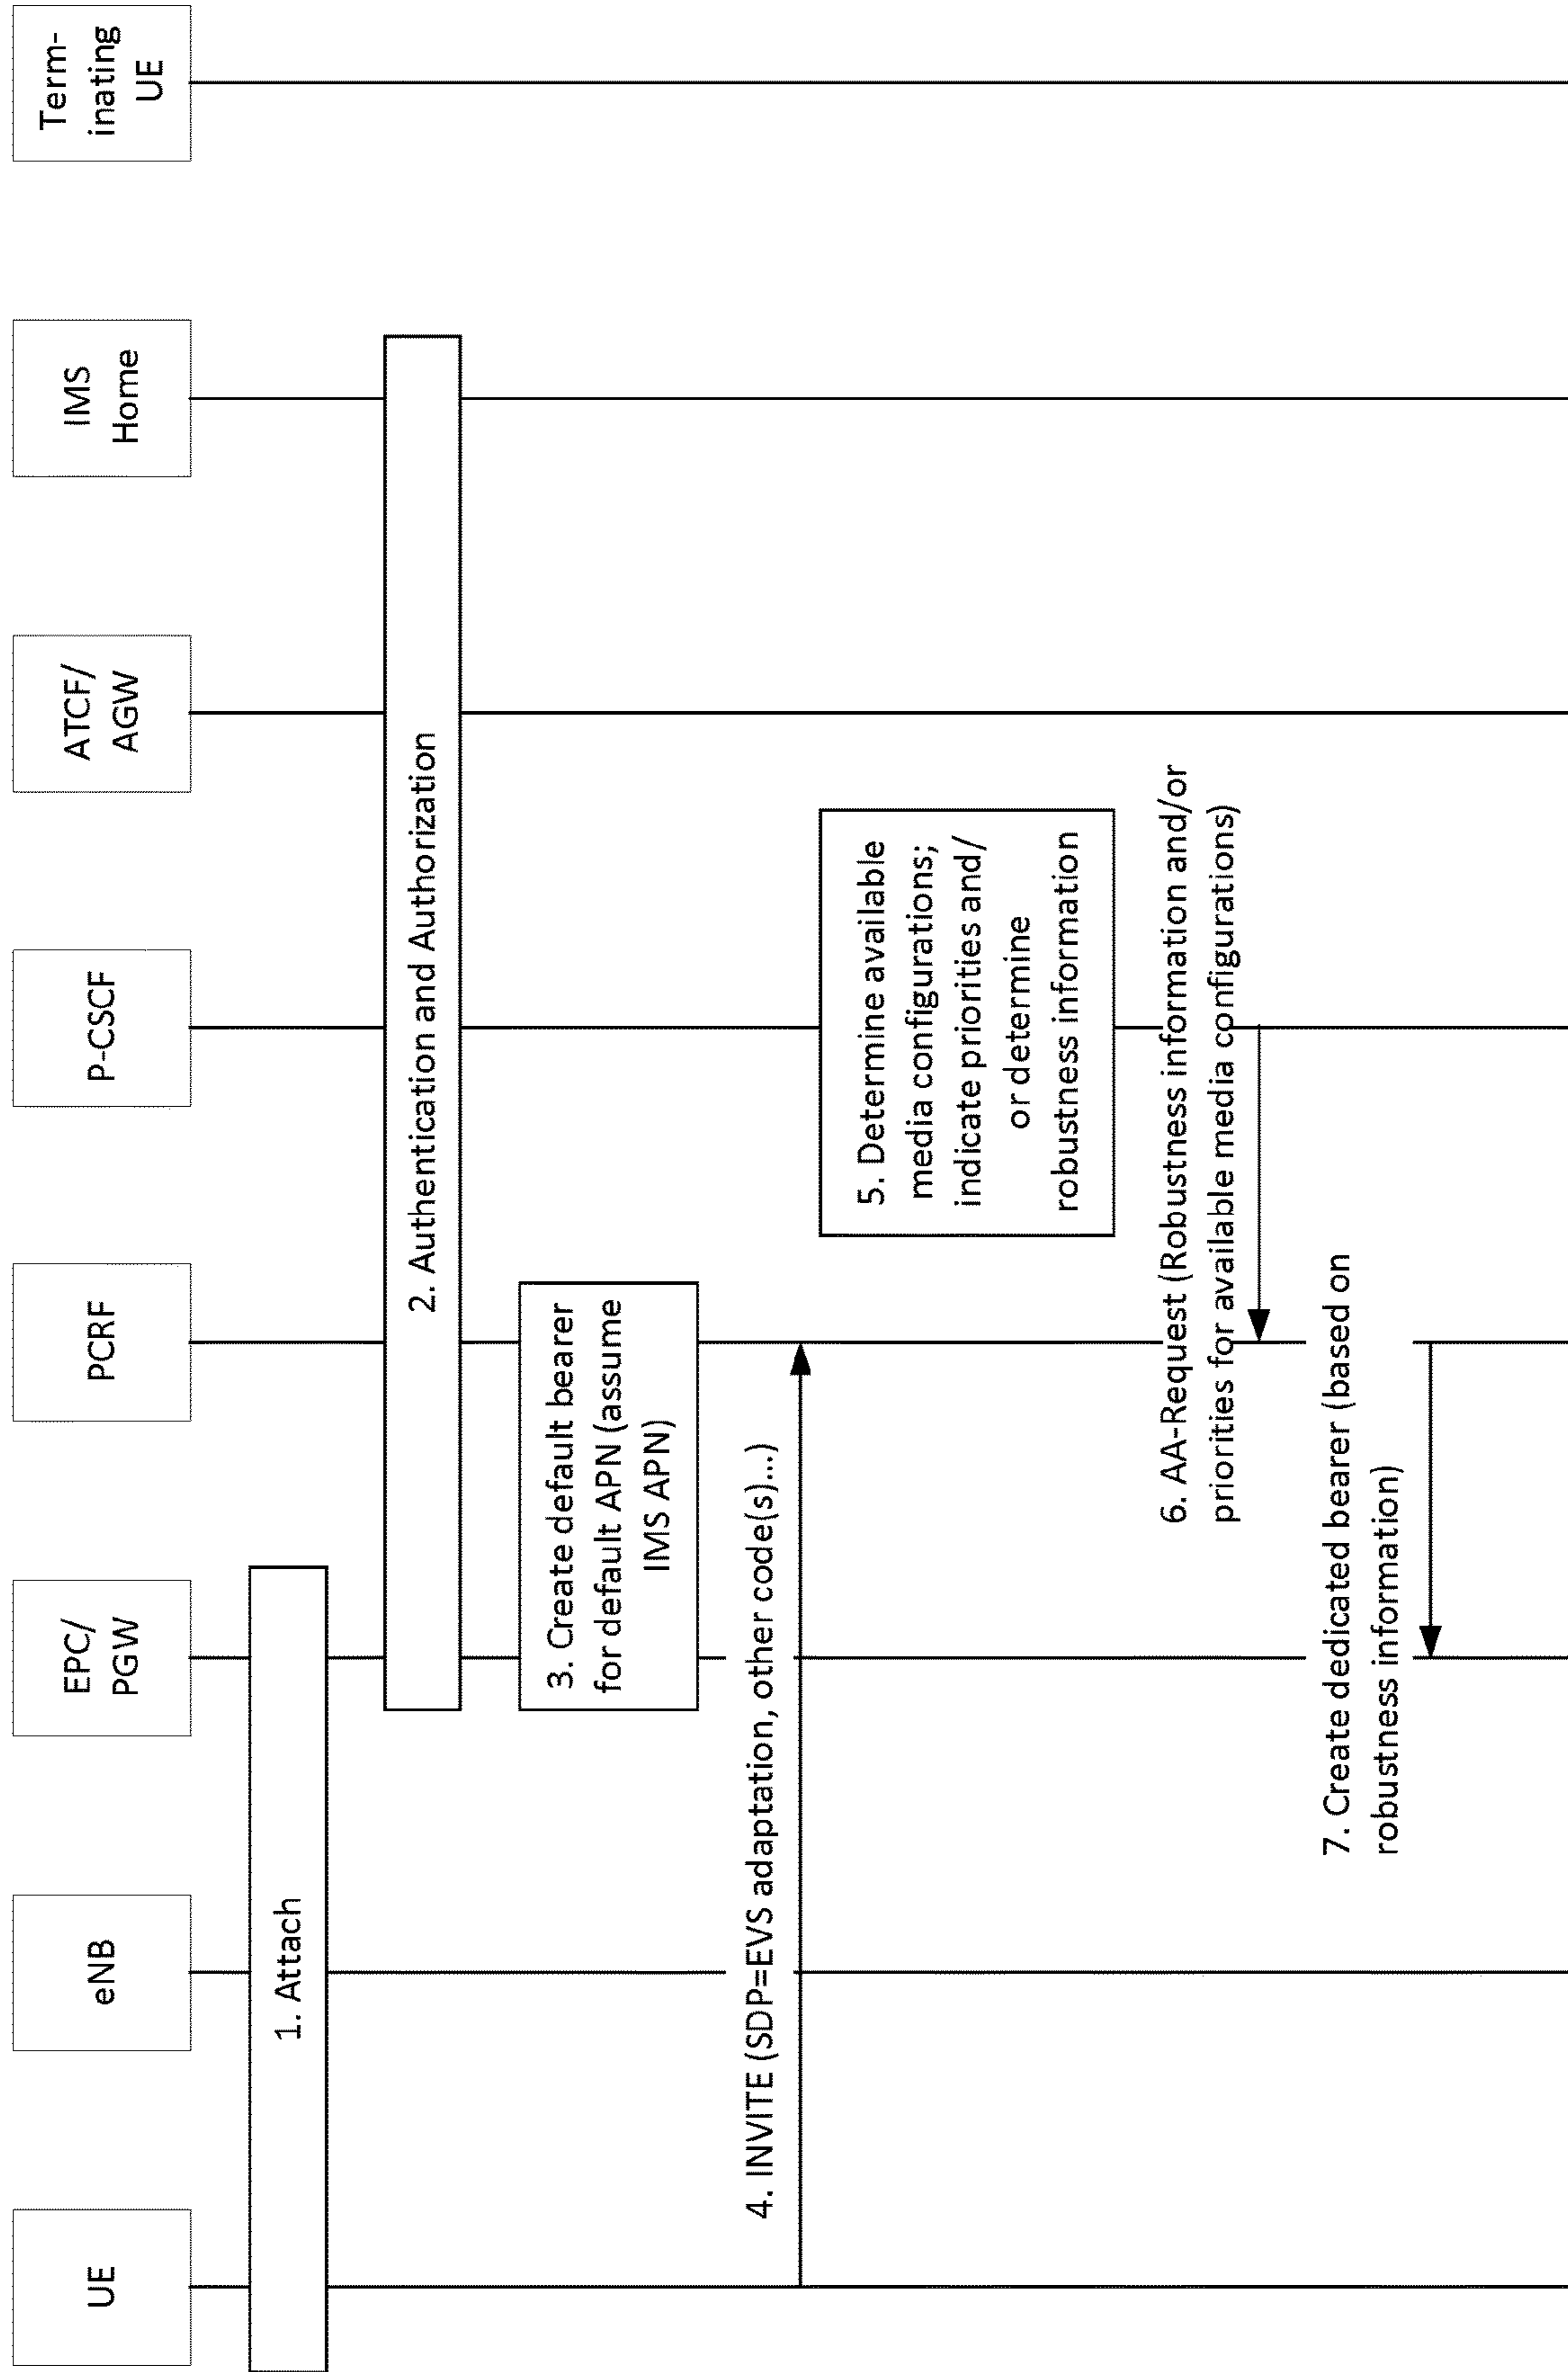 UE
eNB
EPC/
PGW
PCRF
P-CSCF
ATCF/
AGW
IMS
Home
Term-
inating
UE
1. Attach
2. Authentication and Authorization
3. Create default bearer
for default APN (assume
IMS APN)
4. INVITE (SDP=EVS adaptation, other code(s)...)
5. Determine available
media configurations;
indicate priorities and/
or determine
robustness information
6. AA-Request (Robustness information and/or
priorities for available media configurations)
7. Create dedicated bearer (based on
robustness information)